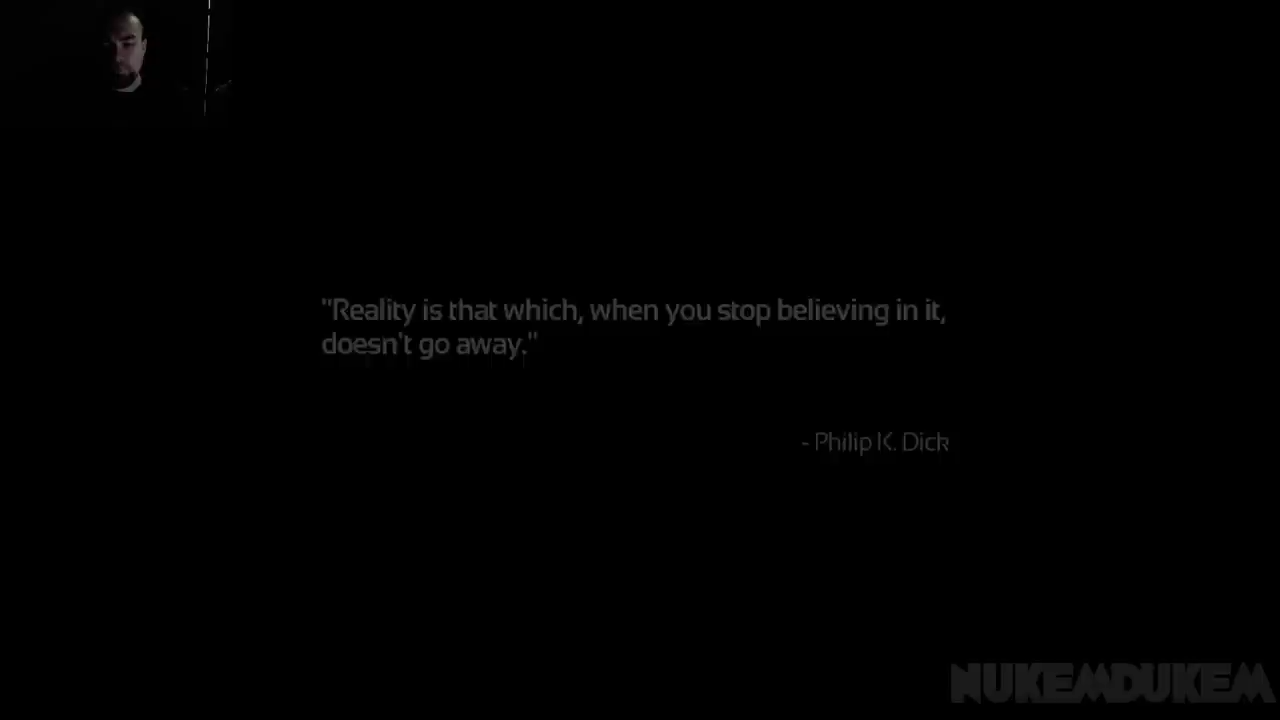 "Reality is that which, when you stop believing in it,
doesn't go away."
- Philip K. Dick
NUKEMDUKEM